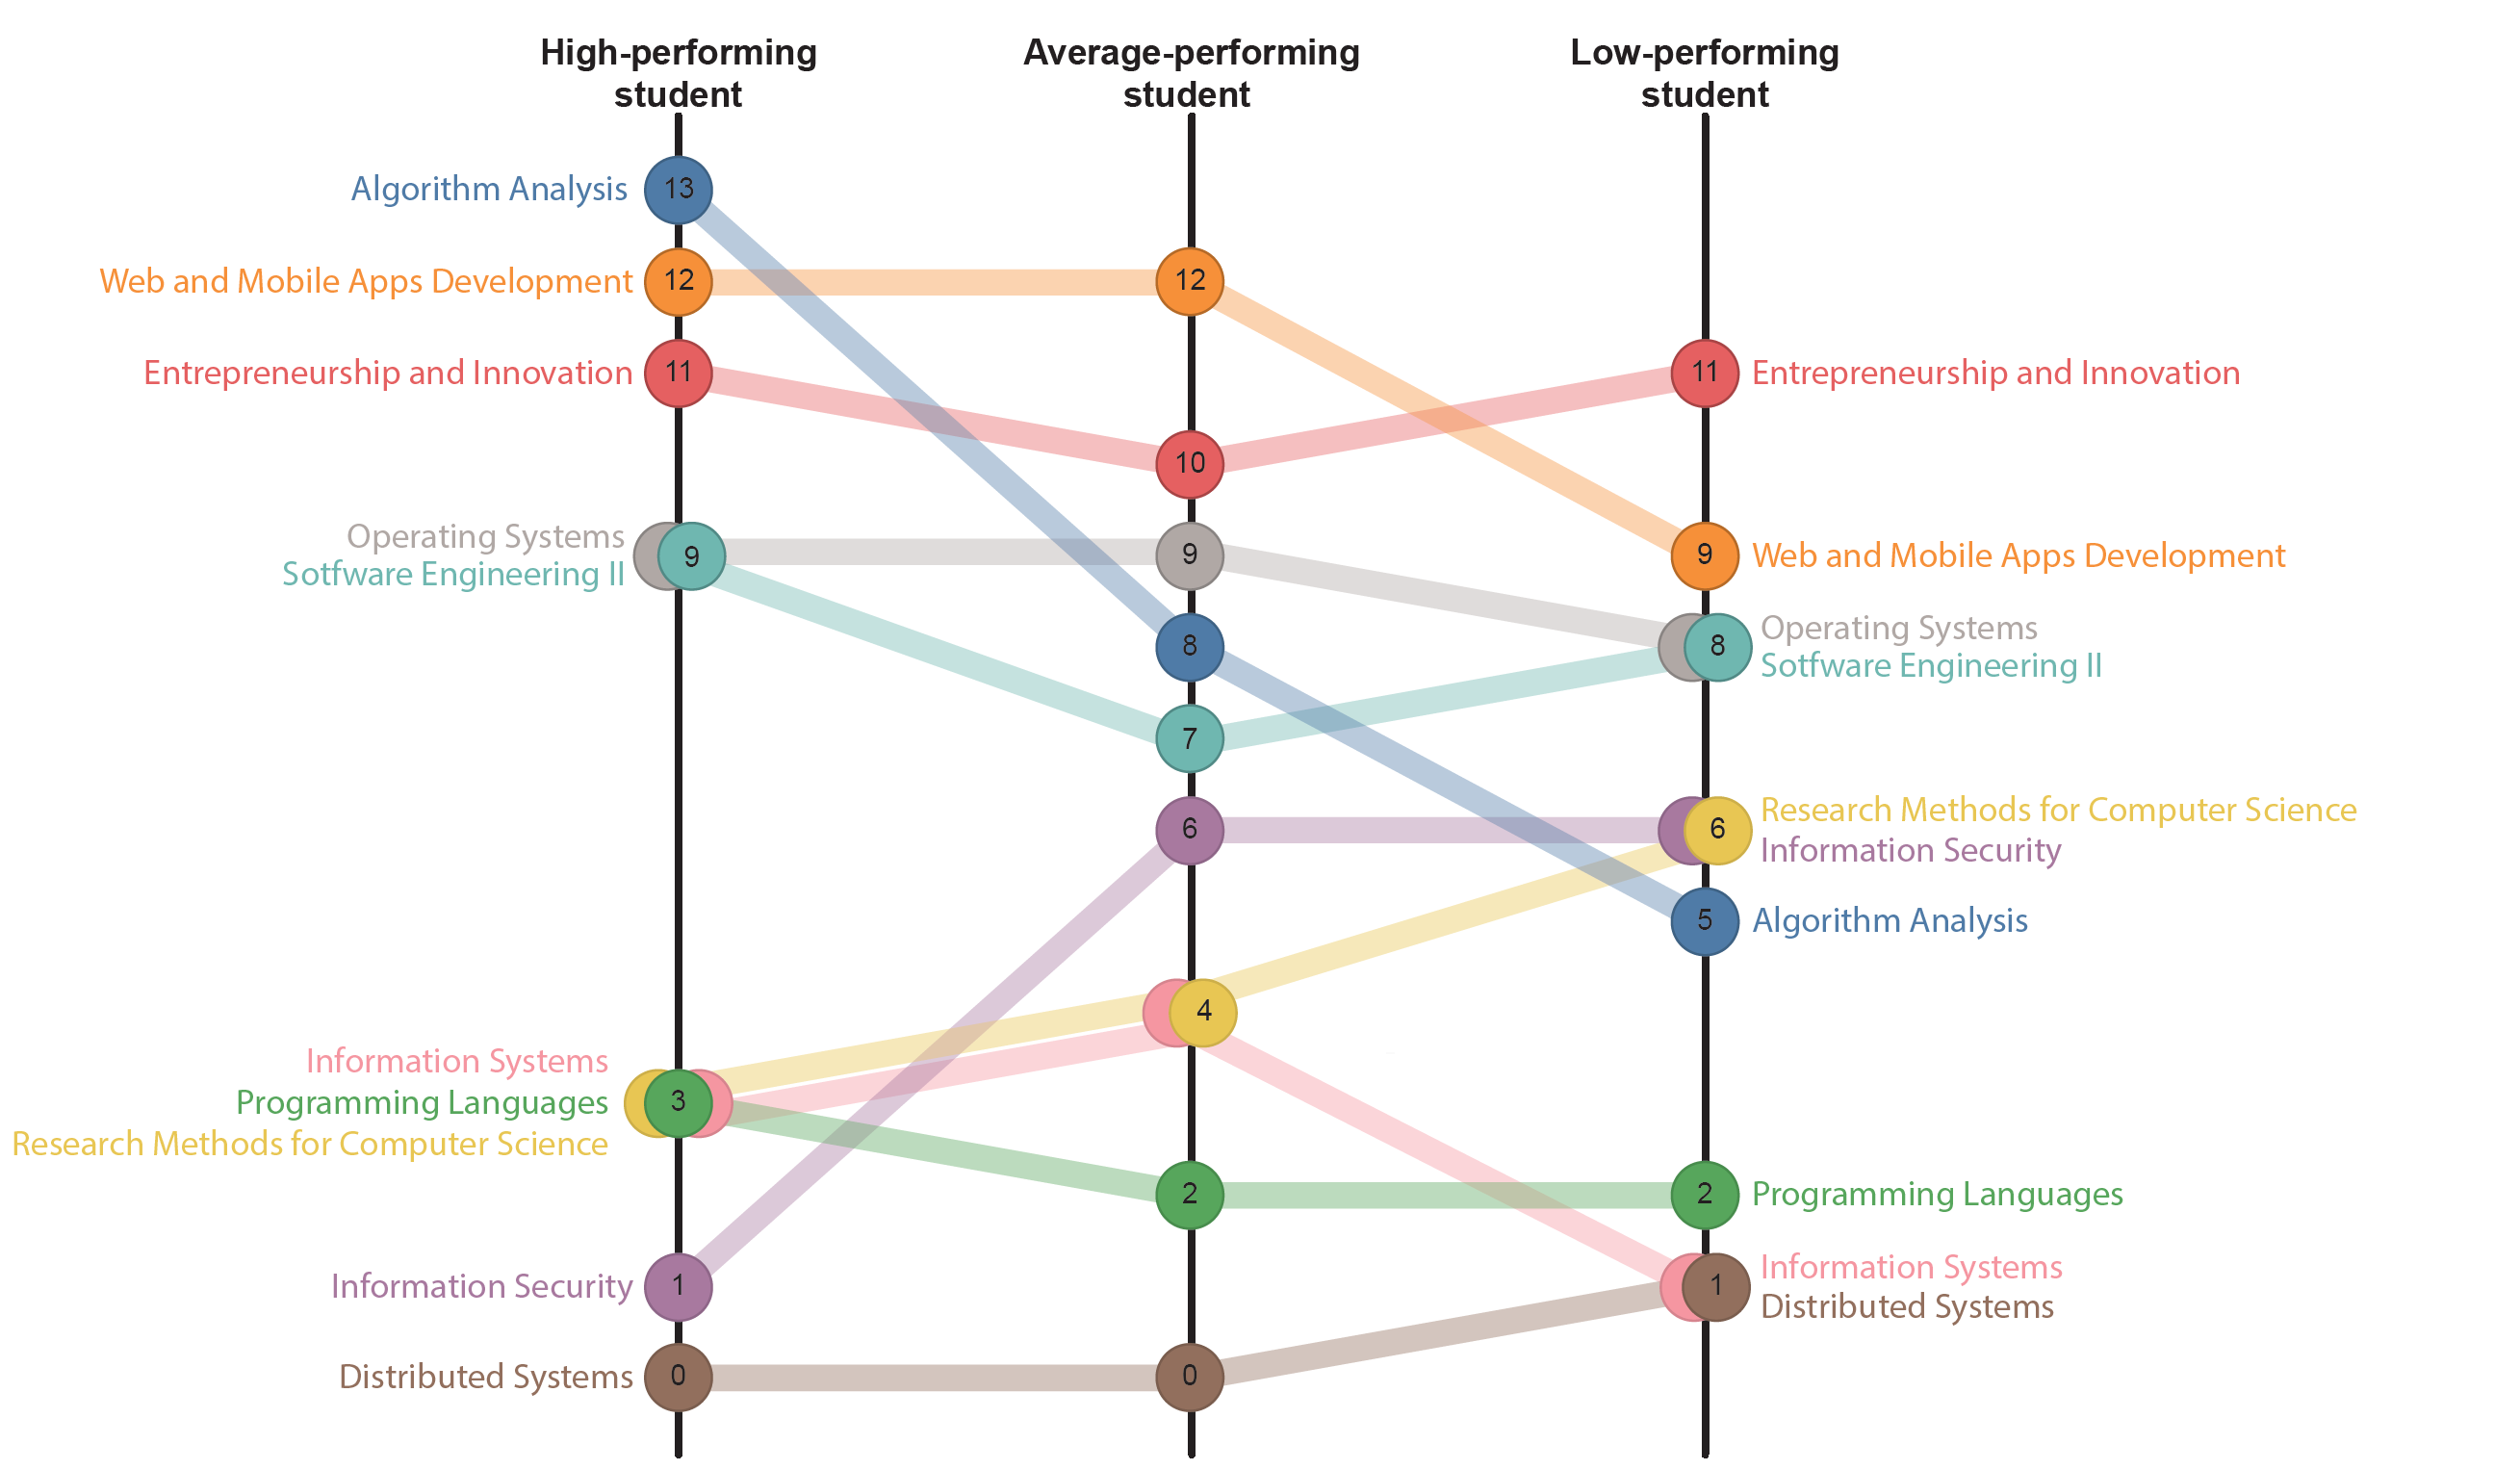 High-performing
student
Average-performing
student
Low-performing
student
Algorithm Analysis
13
Web and Mobile Apps Development
12
12
Entrepreneurship and Innovation
11
11
Entrepreneurship and Innovation
10
Operating Systems
Sotfware Engineering II
9
9
9
Web and Mobile Apps Development
8
8
Operating Systems
Sotfware Engineering II
7
6
6
Research Methods for Computer Science
Information Security
5
Algorithm Analysis
4
Information Systems
Programming Languages
Research Methods for Computer Science
3
2
2
Programming Languages
Information Security
1
1
Information Systems
Distributed Systems
Distributed Systems
0
0